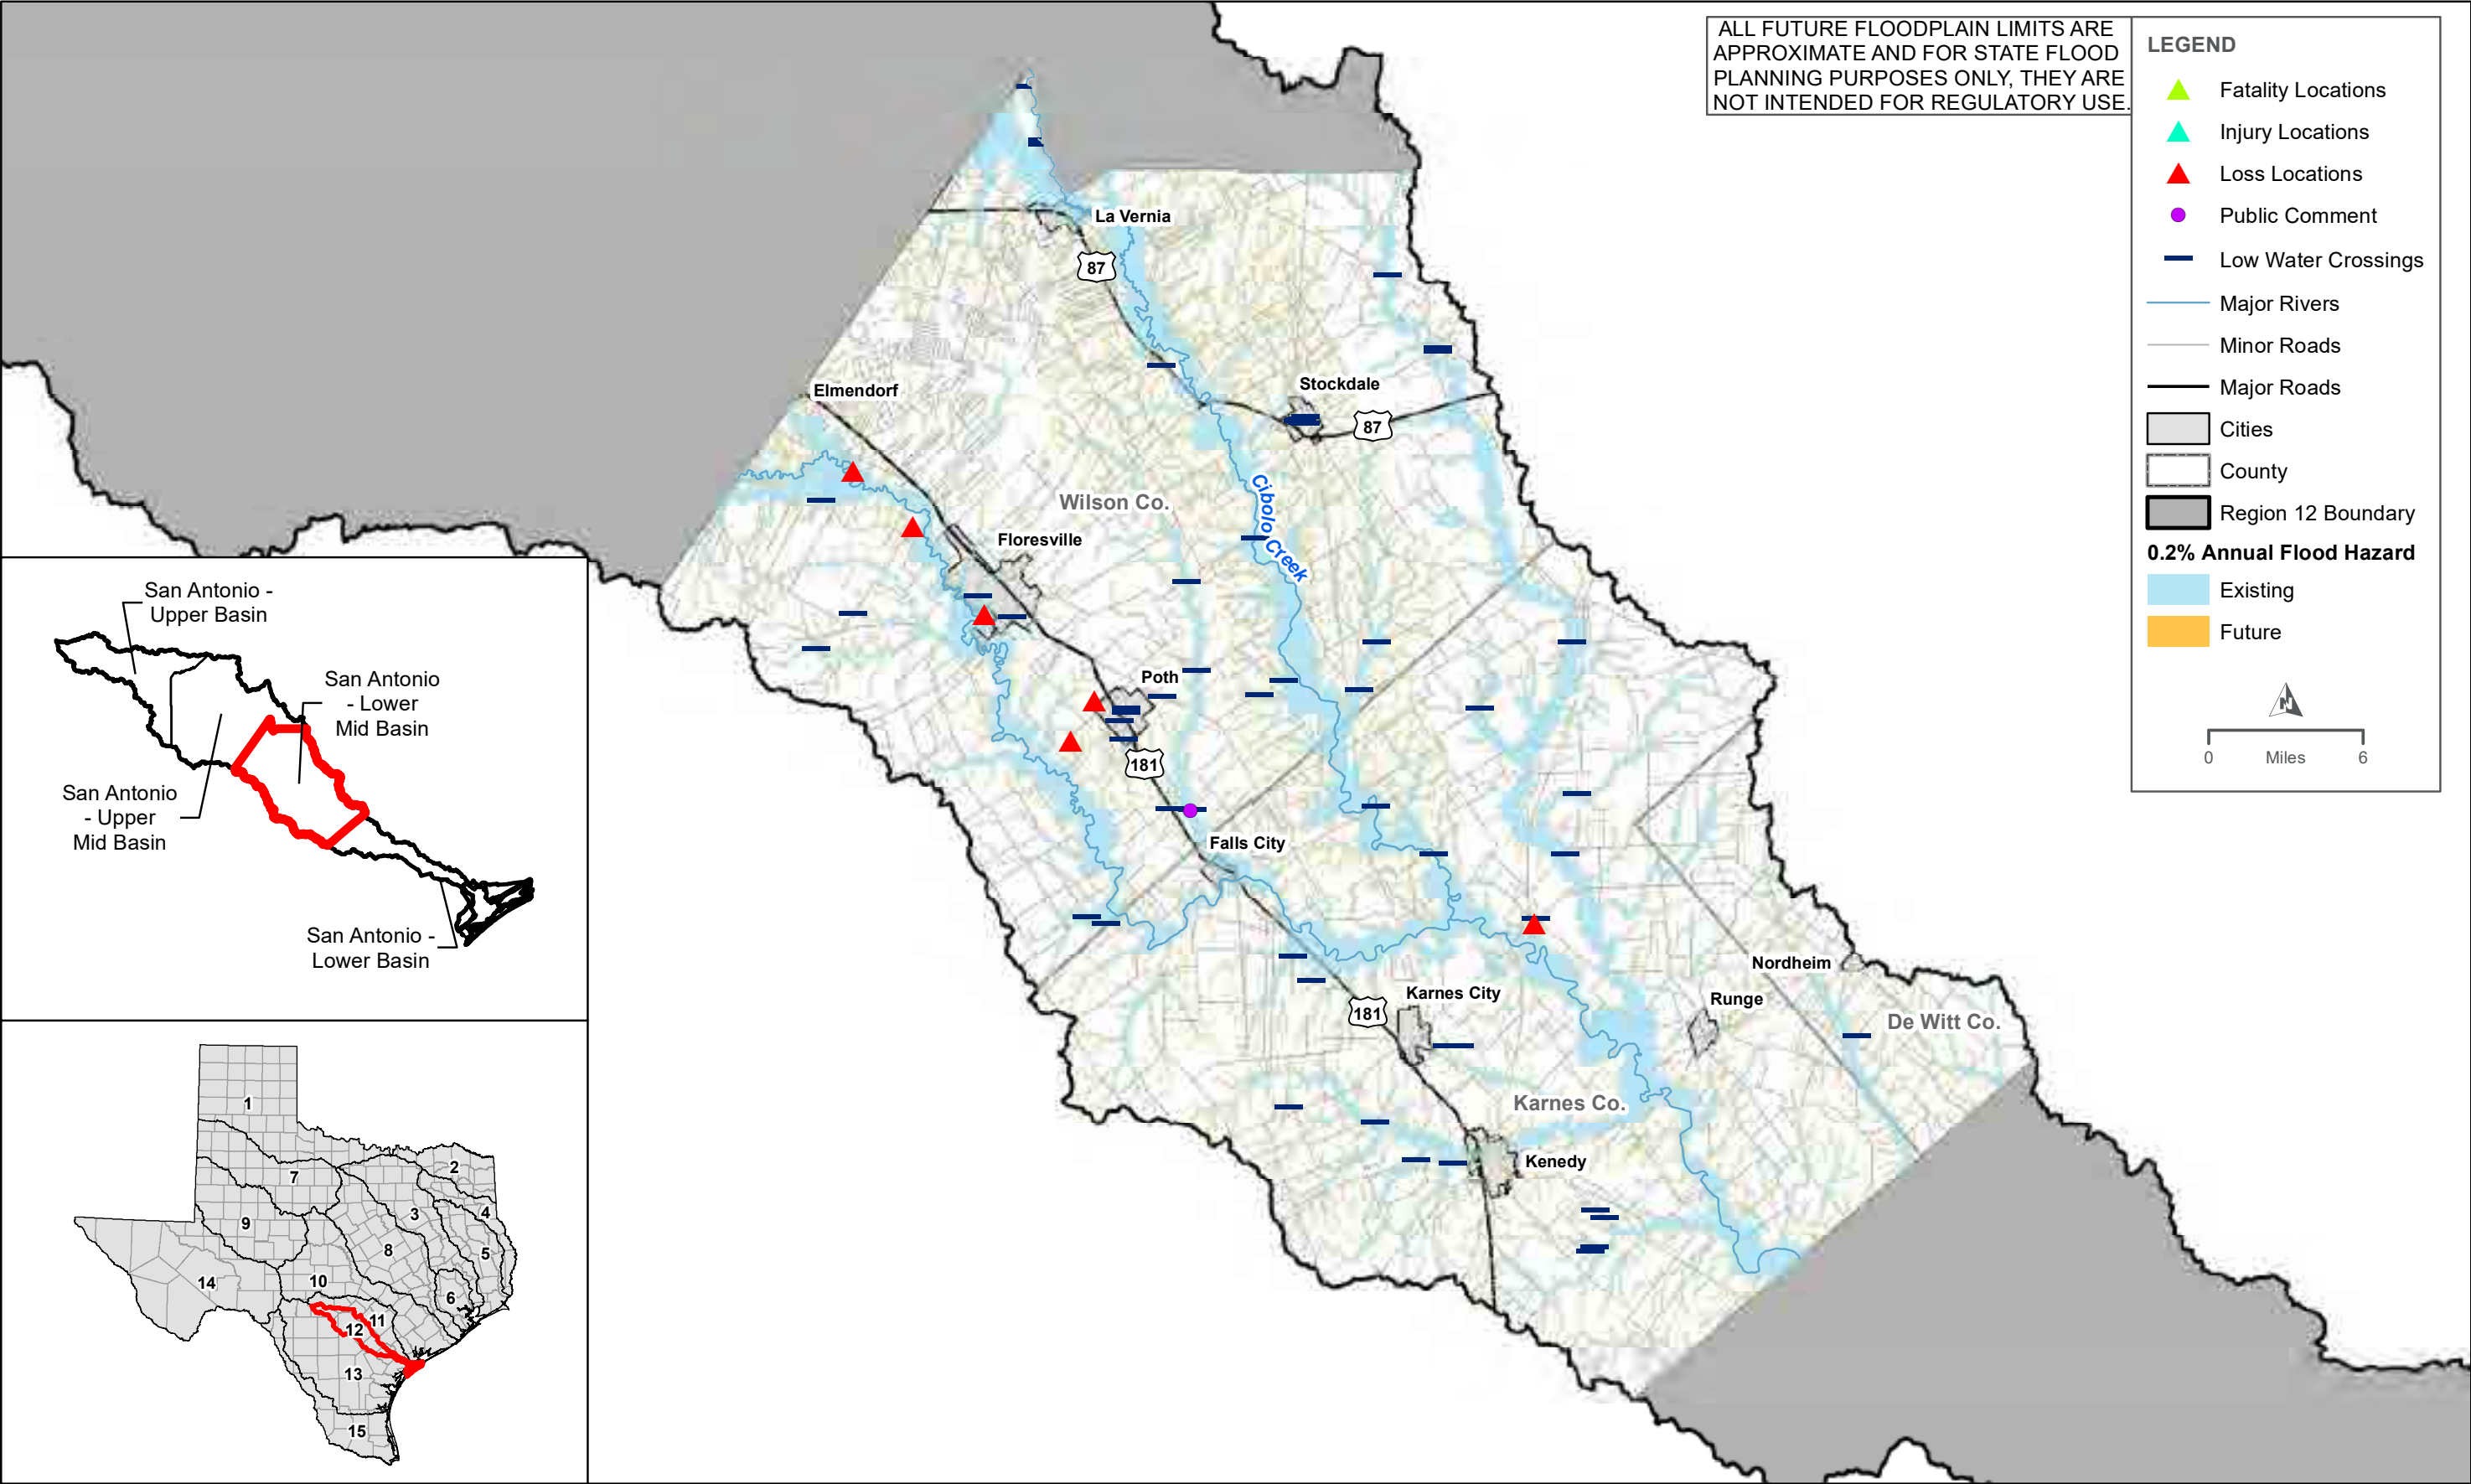 ALL FUTURE FLOODPLAIN LIMITS ARE
APPROXIMATE AND FOR STATE FLOOD
PLANNING PURPOSES ONLY, THEY ARE
NOT INTENDED FOR REGULATORY USE.
LEGEND
Fatality Locations
Injury Locations
Loss Locations
Public Comment
Low Water Crossings
Major Rivers
Minor Roads
Major Roads
Cities
County
Region 12 Boundary
0.2% Annual Flood Hazard
Existing
Future
N
0 Miles 6
La Vernia
87
Elmendorf
Stockdale
87
Wilson Co.
Cibolo Creek
Floresville
Poth
181
Falls City
Nordheim
Karnes City
Runge
181
De Witt Co.
Karnes Co.
Kenedy
San Antonio -
Upper Basin
San Antonio
- Lower
Mid Basin
San Antonio
- Upper
Mid Basin
San Antonio -
Lower Basin
1
2
7
3
4
9
8
5
14
10
6
11
12
13
15